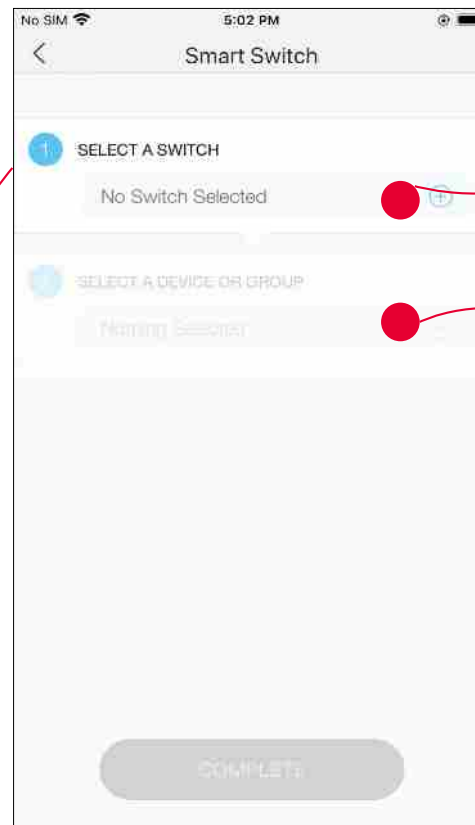 No SIM 5:02 PM
Smart Switch
1 SELECT A SWITCH
No Switch Selected
SELECT A DEVICE OR GROUP
Nothing Selected
COMPLETE